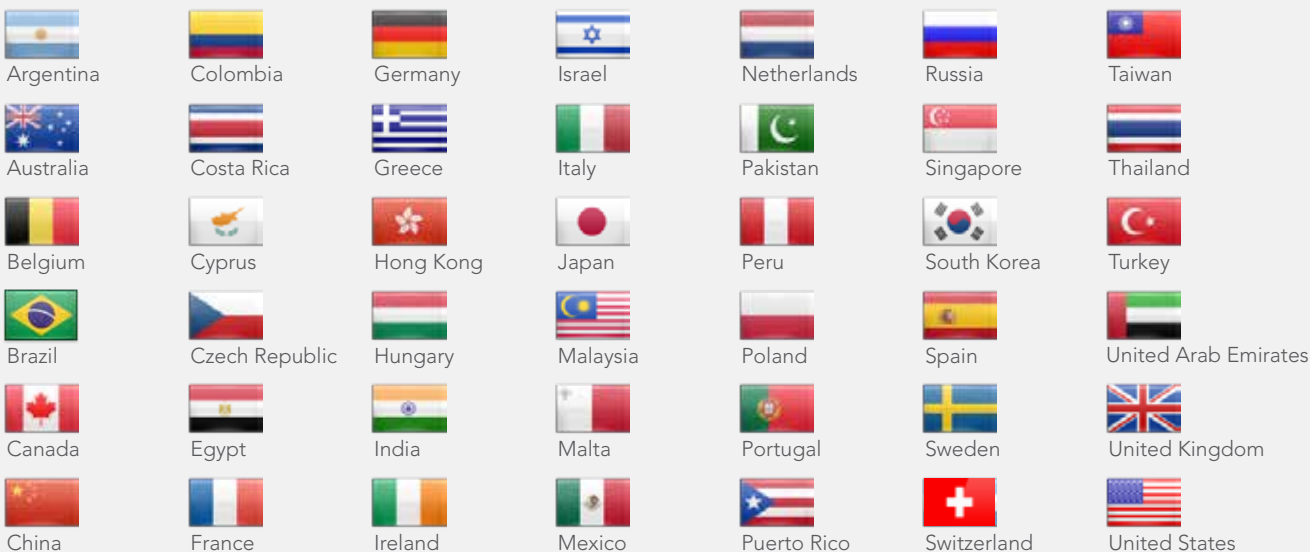 Argentina
Colombia
Germany
Israel
Netherlands
Russia
Taiwan
Australia
Costa Rica
Greece
Italy
Pakistan
Singapore
Thailand
Belgium
Cyprus
Hong Kong
Japan
Peru
South Korea
Turkey
Brazil
Czech Republic
Hungary
Malaysia
Poland
Spain
United Arab Emirates
Canada
Egypt
India
Malta
Portugal
Sweden
United Kingdom
China
France
Ireland
Mexico
Puerto Rico
Switzerland
United States